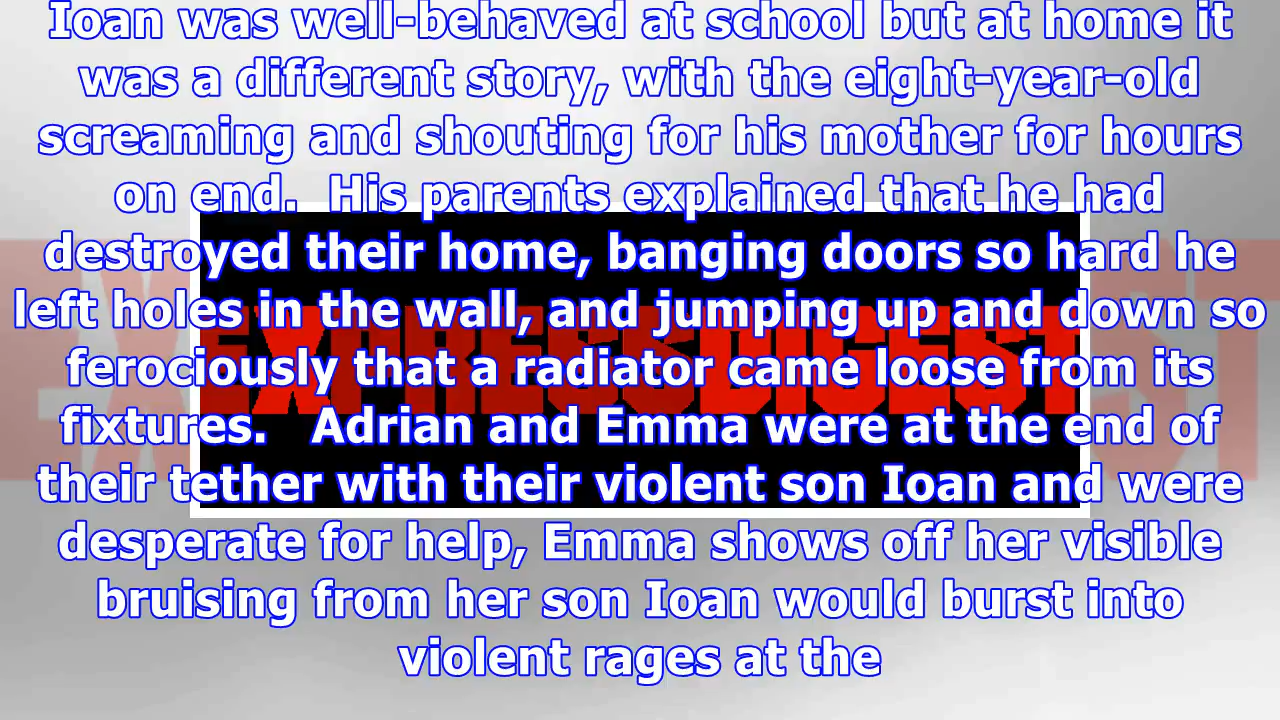 Ioan was well-behaved at school but at home it
was a different story, with the eight-year-old
screaming and shouting for his mother for hours
on end.  His parents explained that he had
destroyed their home, banging doors so hard he
left holes in the wall, and jumping up and down so
ferociously that a radiator came loose from its
fixtures.   Adrian and Emma were at the end of
their tether with their violent son Ioan and were
desperate for help, Emma shows off her visible
bruising from her son Ioan would burst into
violent rages at the
EXPRESSDIGEST